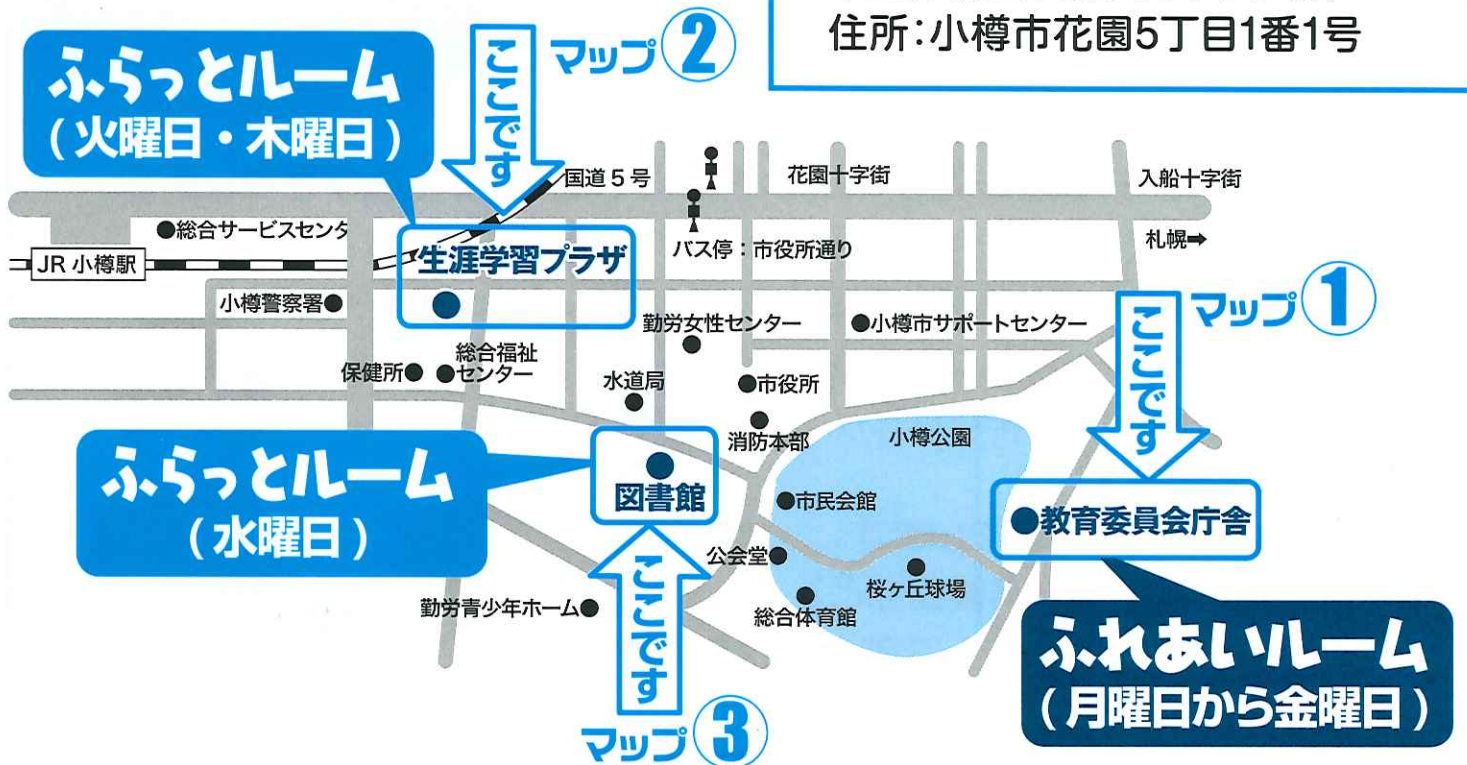 住所:小樽市花園5丁目1番1号
マップ②
ここです
ふらっとルーム
(火曜日・木曜日)
国道5号
花園十字街
入船十字街
●総合サービスセンタ
バス停:市役所通り
札幌➡
JR小樽駅
生涯学習プラザ
小樽警察署●
マップ①
ここです
勤労女性センター
●小樽市サポートセンター
保健所●
総合福祉
●センター
水道局
●市役所
消防本部
小樽公園
ふらっとルーム
(水曜日)
図書館
●市民会館
●教育委員会庁舎
公会堂●
桜ヶ丘球場
総合体育館
勤労青少年ホーム●
ここです
マップ③
ふれあいルーム
(月曜日から金曜日)